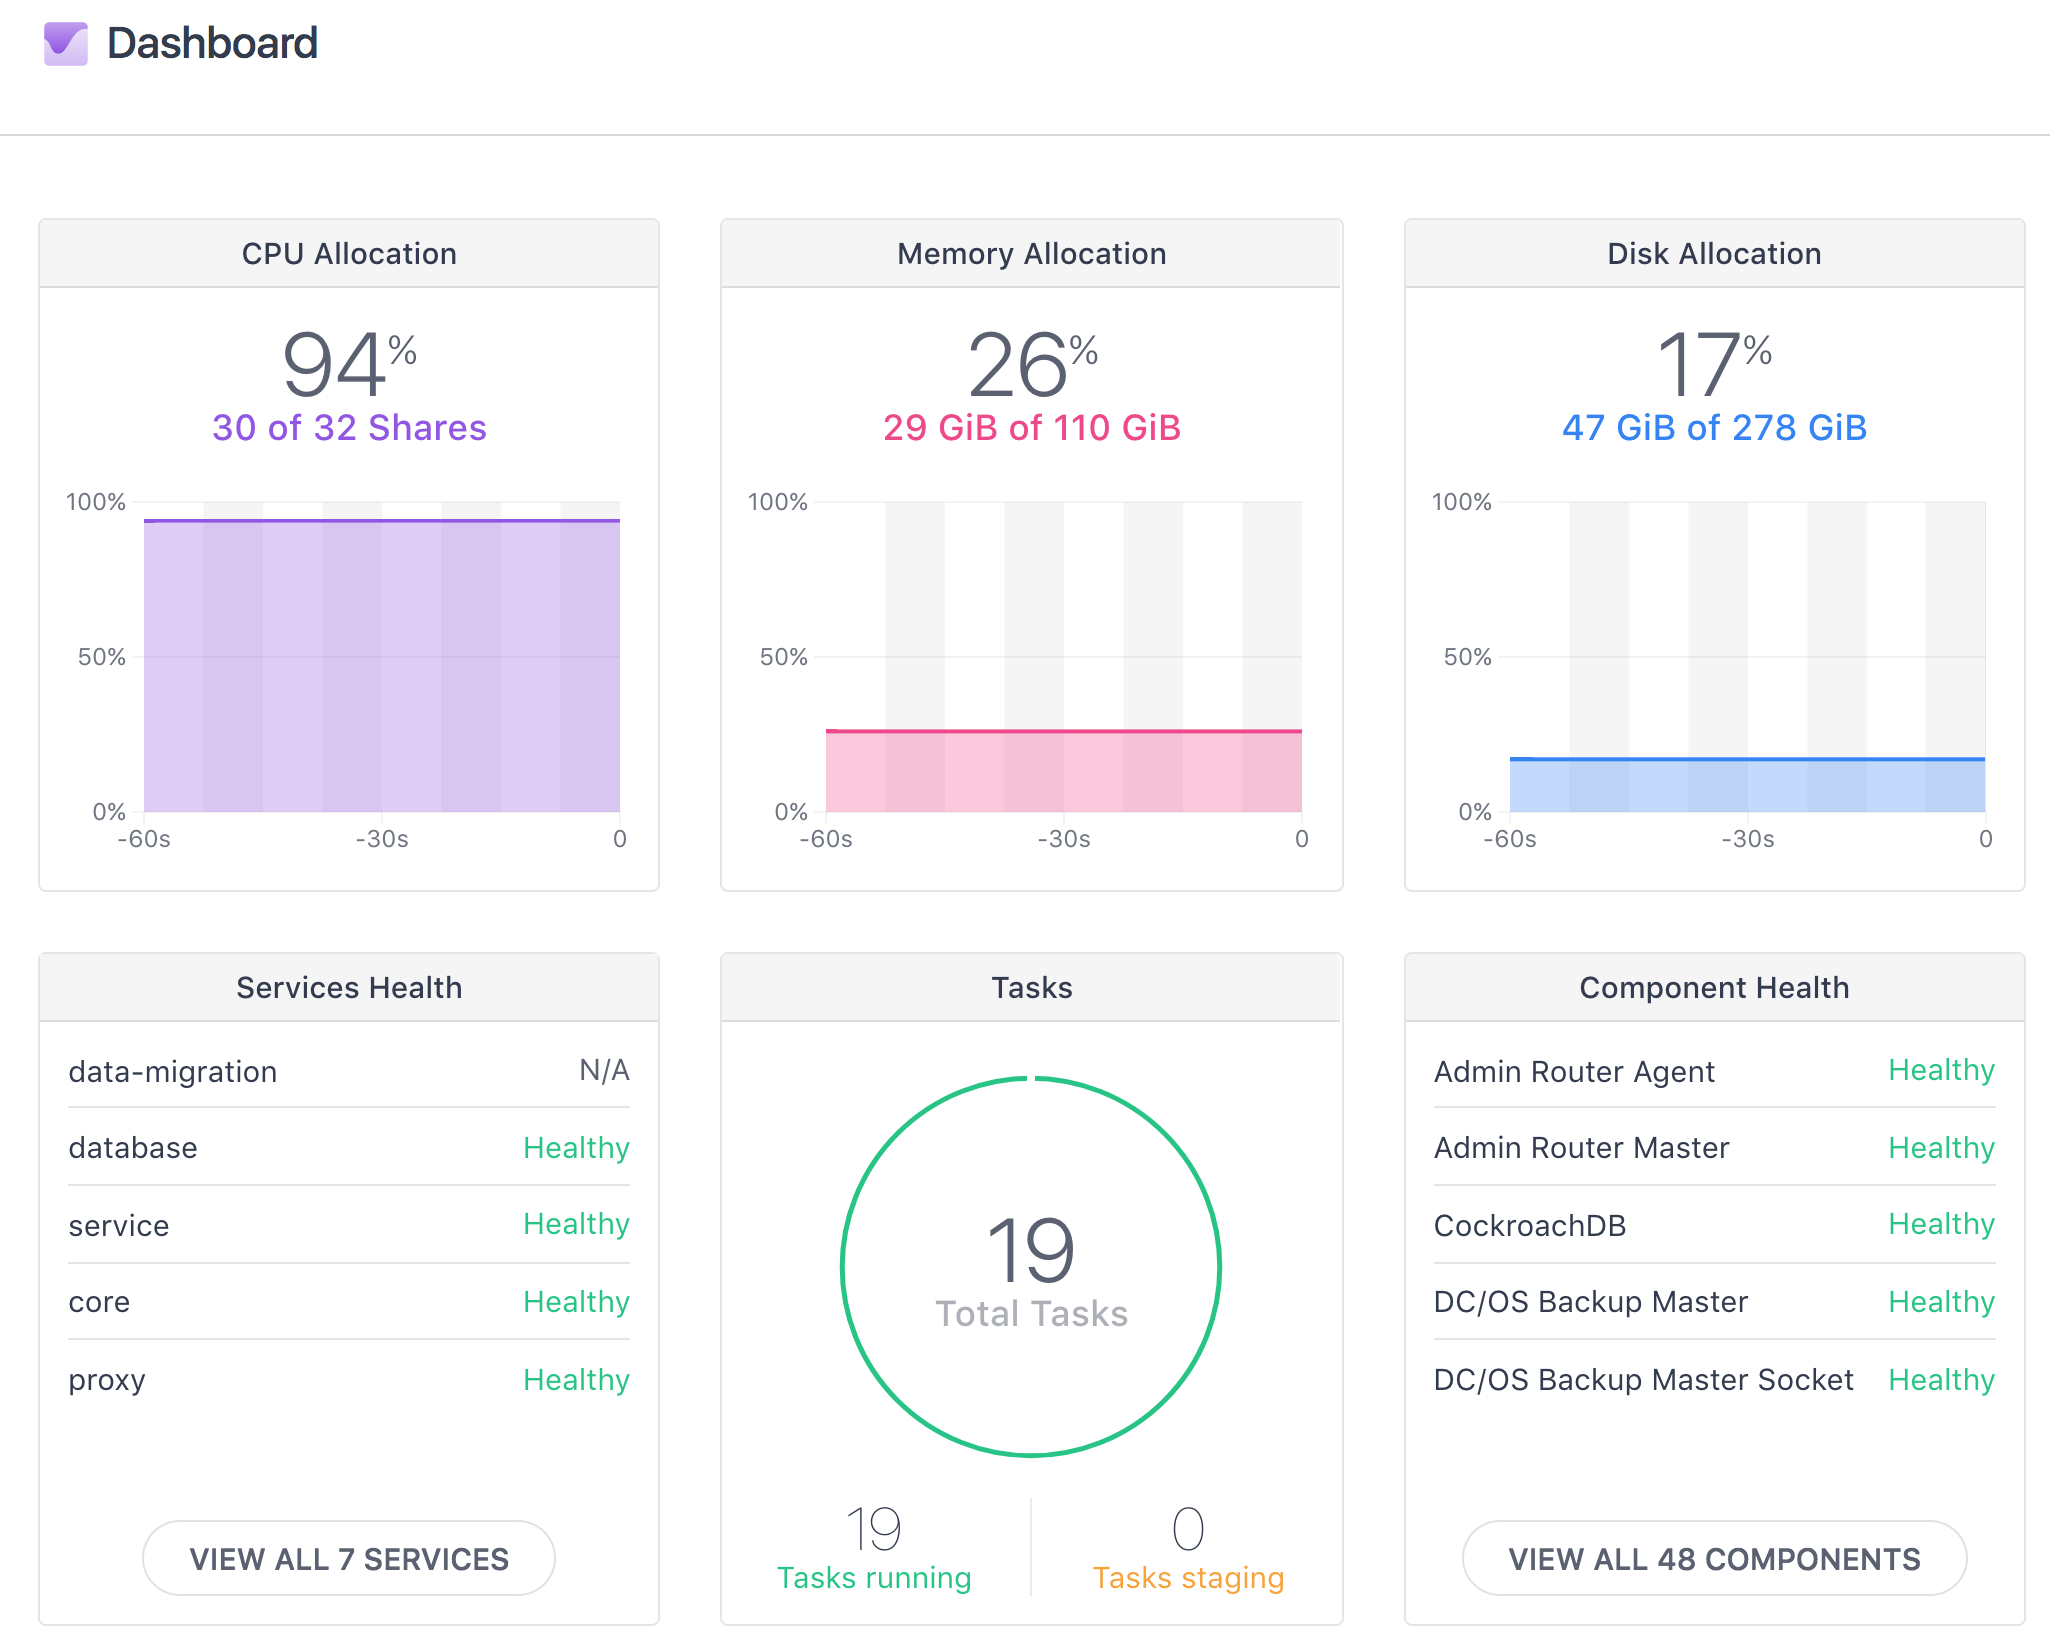 Dashboard
CPU Allocation
94%
30 of 32 Shares
100%
50%
0%
-60s -30s 0
Memory Allocation
26%
29 GiB of 110 GiB
100%
50%
0%
-60s -30s 0
Disk Allocation
17%
47 GiB of 278 GiB
100%
50%
0%
-60s -30s 0
Services Health
data-migration N/A
database Healthy
service Healthy
core Healthy
proxy Healthy
VIEW ALL 7 SERVICES
Tasks
19
Total Tasks
19
Tasks running
0
Tasks staging
Component Health
Admin Router Agent Healthy
Admin Router Master Healthy
CockroachDB Healthy
DC/OS Backup Master Healthy
DC/OS Backup Master Socket Healthy
VIEW ALL 48 COMPONENTS